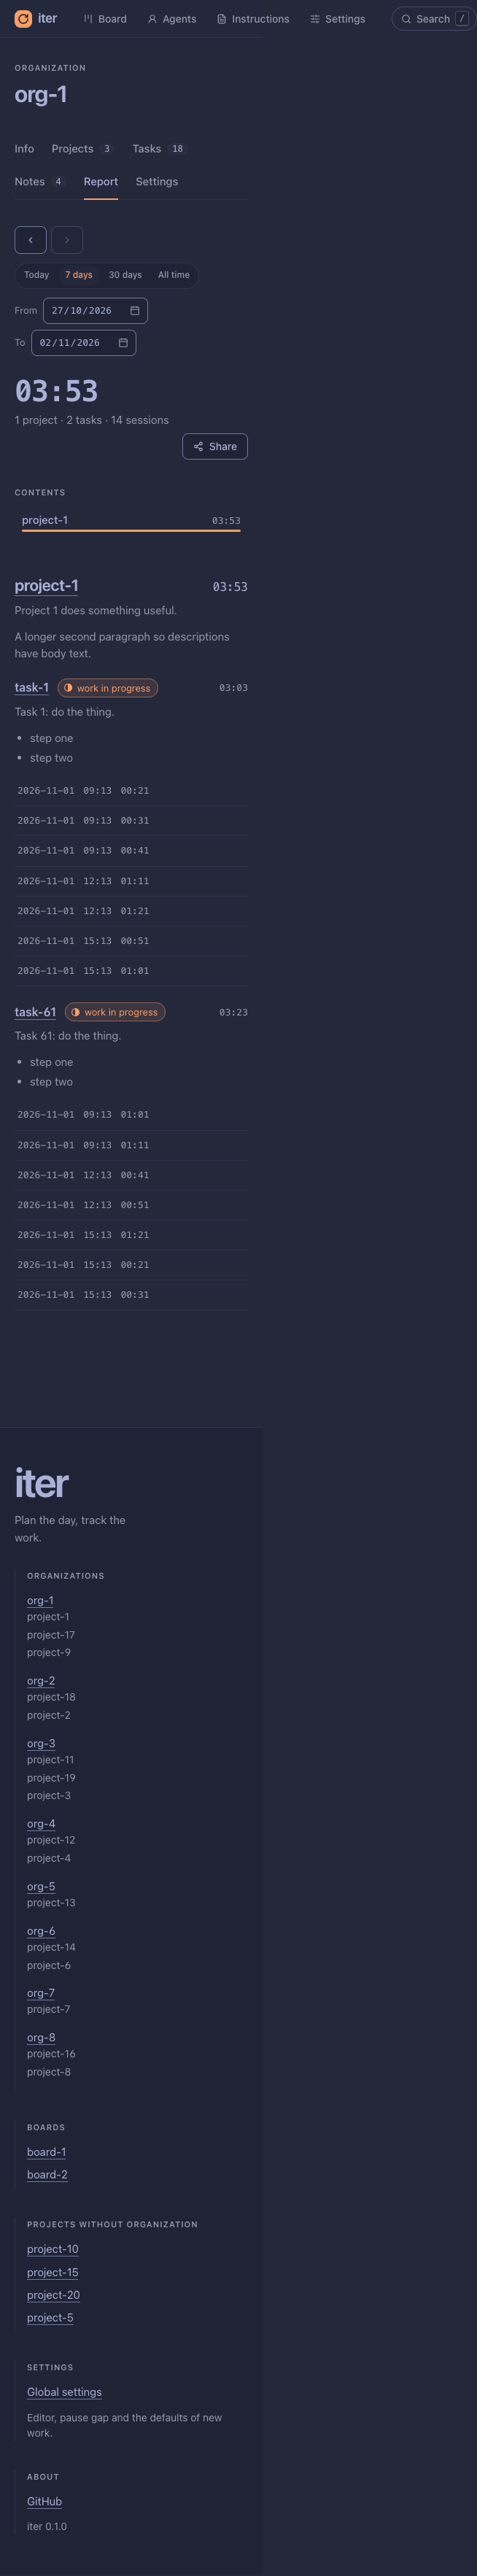 iter Board Agents Instructions Settings Search /
ORGANIZATION
org-1
Info Projects 3 Tasks 18
Notes 4 Report Settings
‹ ›
Today 7 days 30 days All time
From 27/10/2026
To 02/11/2026
03:53
1 project · 2 tasks · 14 sessions
Share
CONTENTS
project-1 03:53
project-1 03:53
Project 1 does something useful.
A longer second paragraph so descriptions
have body text.
task-1 work in progress 03:03
Task 1: do the thing.
• step one
• step two
2026-11-01 09:13 00:21
2026-11-01 09:13 00:31
2026-11-01 09:13 00:41
2026-11-01 12:13 01:11
2026-11-01 12:13 01:21
2026-11-01 15:13 00:51
2026-11-01 15:13 01:01
task-61 work in progress 03:23
Task 61: do the thing.
• step one
• step two
2026-11-01 09:13 01:01
2026-11-01 09:13 01:11
2026-11-01 12:13 00:41
2026-11-01 12:13 00:51
2026-11-01 15:13 01:21
2026-11-01 15:13 00:21
2026-11-01 15:13 00:31
iter
Plan the day, track the
work.
ORGANIZATIONS
org-1
project-1
project-17
project-9
org-2
project-18
project-2
org-3
project-11
project-19
project-3
org-4
project-12
project-4
org-5
project-13
org-6
project-14
project-6
org-7
project-7
org-8
project-16
project-8
BOARDS
board-1
board-2
PROJECTS WITHOUT ORGANIZATION
project-10
project-15
project-20
project-5
SETTINGS
Global settings
Editor, pause gap and the defaults of new
work.
ABOUT
GitHub
iter 0.1.0